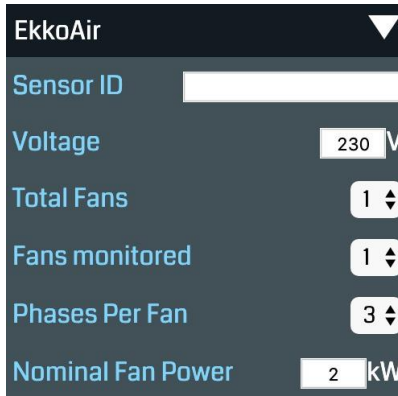 EkkoAir
Sensor ID
Voltage 230 V
Total Fans 1
Fans monitored 1
Phases Per Fan 3
Nominal Fan Power 2 kW